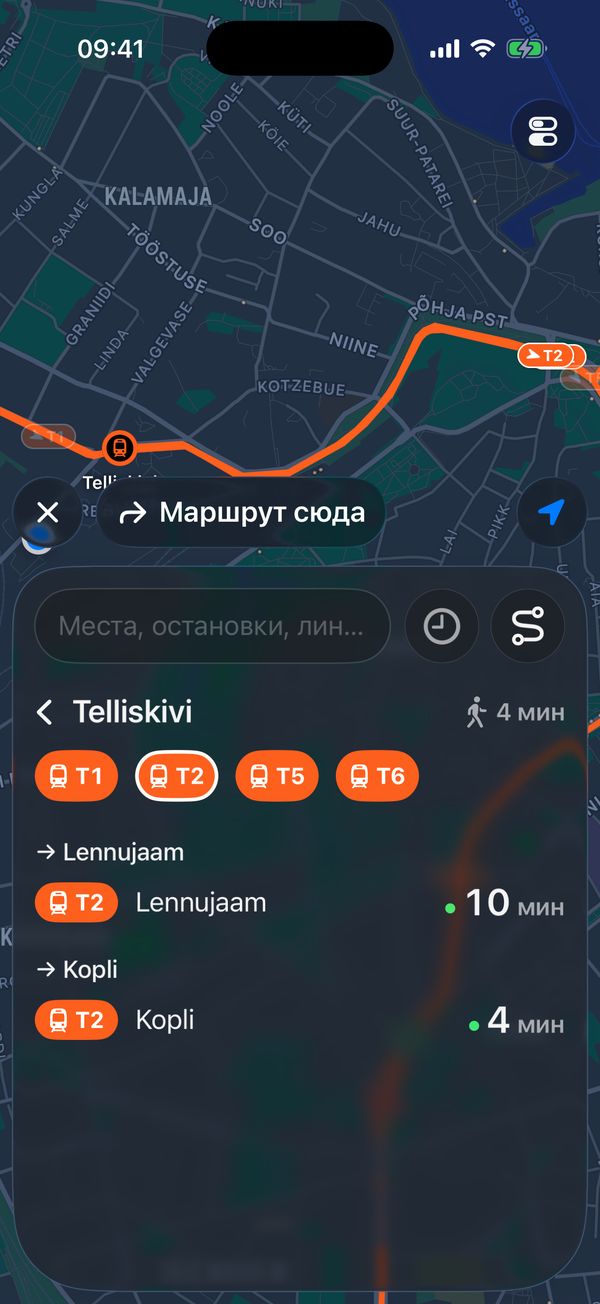 09:41
KUNGLA
SALME
KALAMAJA
NOOLE
KÜTI
KÕIE
SUUR-PATAREI
TÖÖSTUSE
SOO
JAHU
GRANIIDI
LINDA
VALGEVASE
NIINE
PÕHJA PST
KOTZEBUE
T2
T1
LAI
PIKK
Маршрут сюда
Места, остановки, лин...
Telliskivi
4 мин
T1
T2
T5
T6
→ Lennujaam
T2 Lennujaam 10 мин
→ Kopli
T2 Kopli 4 мин